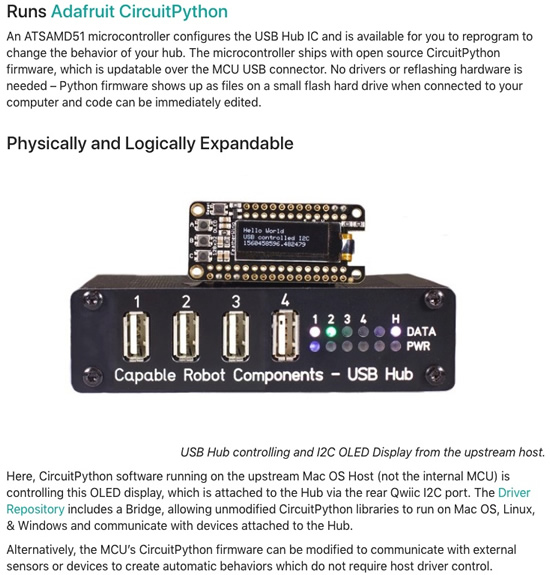 Runs Adafruit CircuitPython
An ATSAMD51 microcontroller configures the USB Hub IC and is available for you to reprogram to
change the behavior of your hub. The microcontroller ships with open source CircuitPython
firmware, which is updatable over the MCU USB connector. No drivers or reflashing hardware is
needed – Python firmware shows up as files on a small flash hard drive when connected to your
computer and code can be immediately edited.
Physically and Logically Expandable
A
B
C
Hello World
USB controlled I2C
1560458596.482479
1 2 3 4 1 2 3 4 H
DATA
PWR
Capable Robot Components - USB Hub
USB Hub controlling and I2C OLED Display from the upstream host.
Here, CircuitPython software running on the upstream Mac OS Host (not the internal MCU) is
controlling this OLED display, which is attached to the Hub via the rear Qwiic I2C port. The Driver
Repository includes a Bridge, allowing unmodified CircuitPython libraries to run on Mac OS, Linux,
& Windows and communicate with devices attached to the Hub.
Alternatively, the MCU's CircuitPython firmware can be modified to communicate with external
sensors or devices to create automatic behaviors which do not require host driver control.